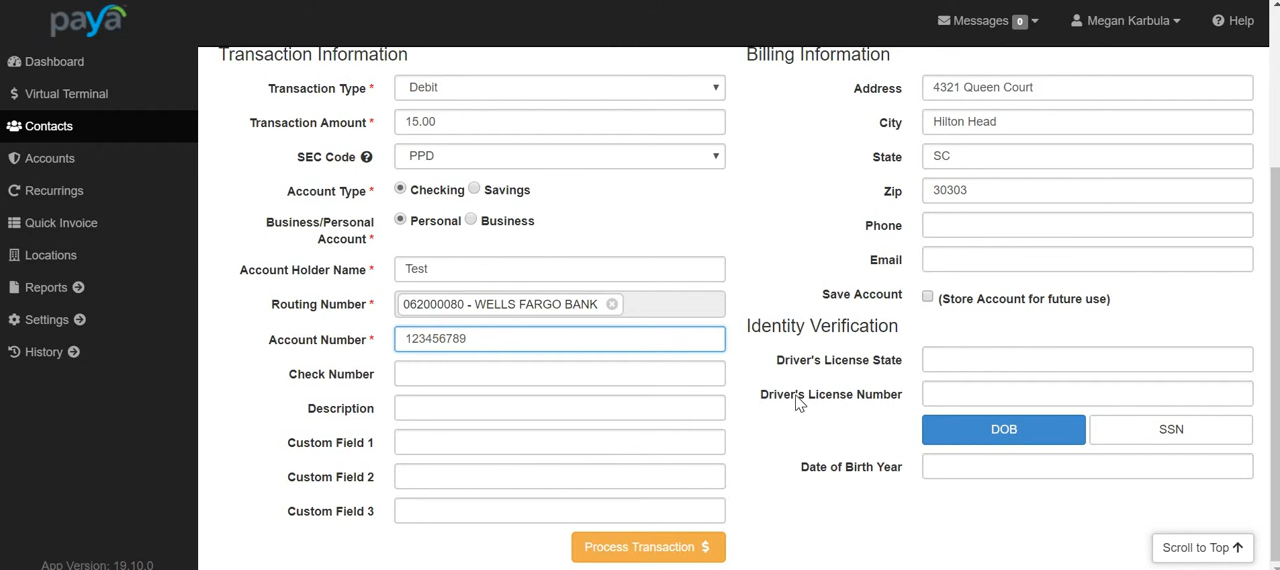 paya
Messages 0
Megan Karbula
Help
Dashboard
Virtual Terminal
Contacts
Accounts
Recurrings
Quick Invoice
Locations
Reports
Settings
History
App Version: 19.10.0
Transaction Information
Transaction Type * Debit
Transaction Amount * 15.00
SEC Code PPD
Account Type * Checking Savings
Business/Personal
Account * Personal Business
Account Holder Name * Test
Routing Number * 062000080 - WELLS FARGO BANK
Account Number * 123456789
Check Number
Description
Custom Field 1
Custom Field 2
Custom Field 3
Process Transaction $
Billing Information
Address 4321 Queen Court
City Hilton Head
State SC
Zip 30303
Phone
Email
Save Account (Store Account for future use)
Identity Verification
Driver's License State
Driver's License Number
DOB SSN
Date of Birth Year
Scroll to Top